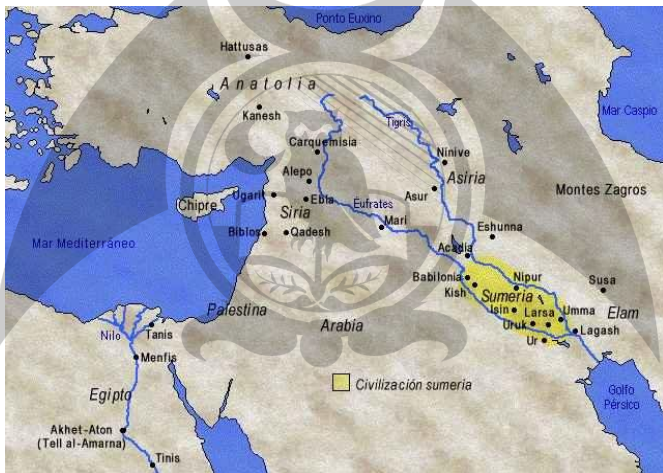 Ponto Euxino
Hattusas
Anatolia
Kanesh
Mar Caspio
Tigris
Carquemisia
Ninive
Asiria
Alepo
Asur
Montes Zagros
Ugarit
Ebla
Chipre
Siria
Eufrates
Mari
Biblos
Qadesh
Eshunna
Mar Mediterráneo
Acadia
Babilonia
Nipur
Susa
Kish
Sumeria
Elam
Palestina
Isin
Larsa
Umma
Arabia
Uruk
Lagash
Nilo
Tanis
Ur
Menfis
Civilización sumeria
Golfo
Pérsico
Egipto
Akhet-Aton
(Tell al-Amarna)
Tinis